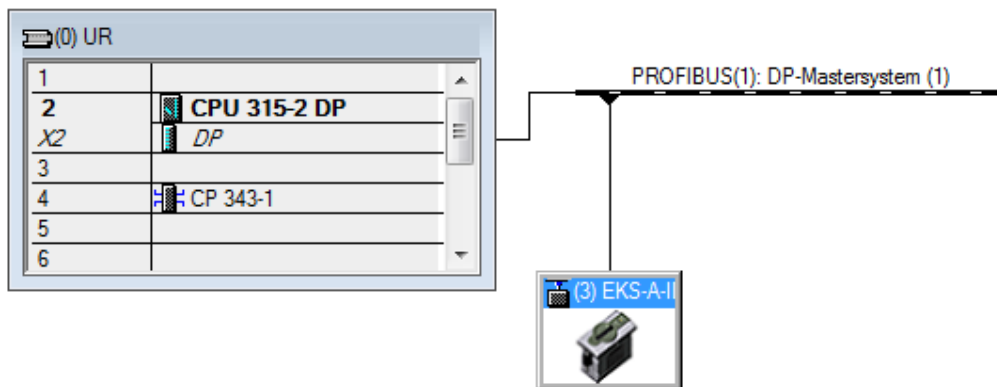 (0) UR
1
2 CPU 315-2 DP
X2 DP
3
4 CP 343-1
5
6
PROFIBUS(1): DP-Mastersystem (1)
(3) EKS-A-II